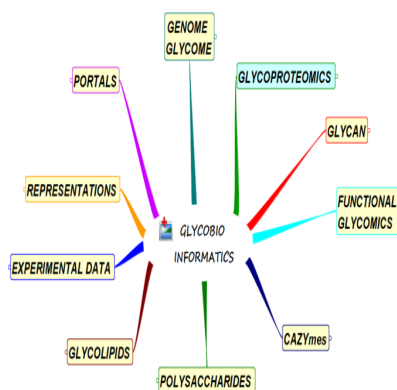 GENOME
GLYCOME
PORTALS
GLYCOPROTEOMICS
GLYCAN
REPRESENTATIONS
FUNCTIONAL
GLYCOMICS
GLYCOBIO
INFORMATICS
EXPERIMENTAL DATA
CAZYmes
GLYCOLIPIDS
POLYSACCHARIDES